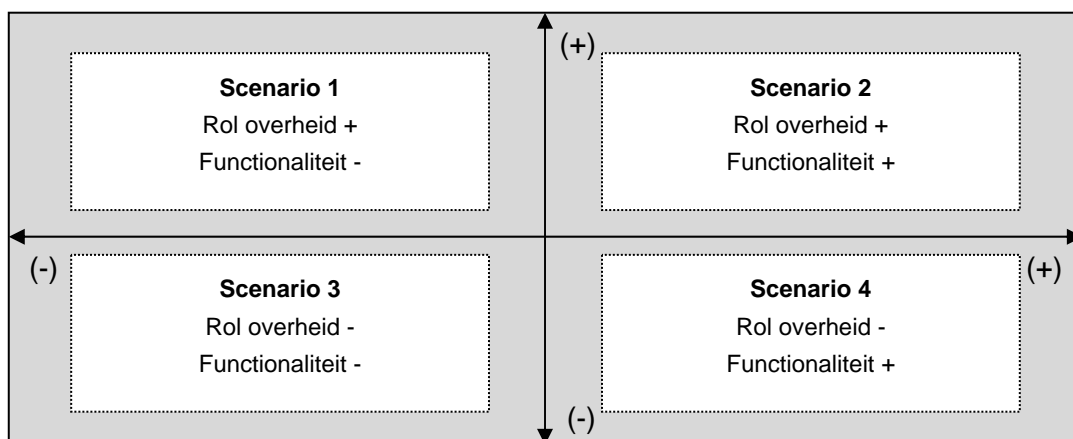 (+)
Scenario 1
Rol overheid +
Functionaliteit -
Scenario 2
Rol overheid +
Functionaliteit +
(-)
(+)
Scenario 3
Rol overheid -
Functionaliteit -
Scenario 4
Rol overheid -
Functionaliteit +
(-)